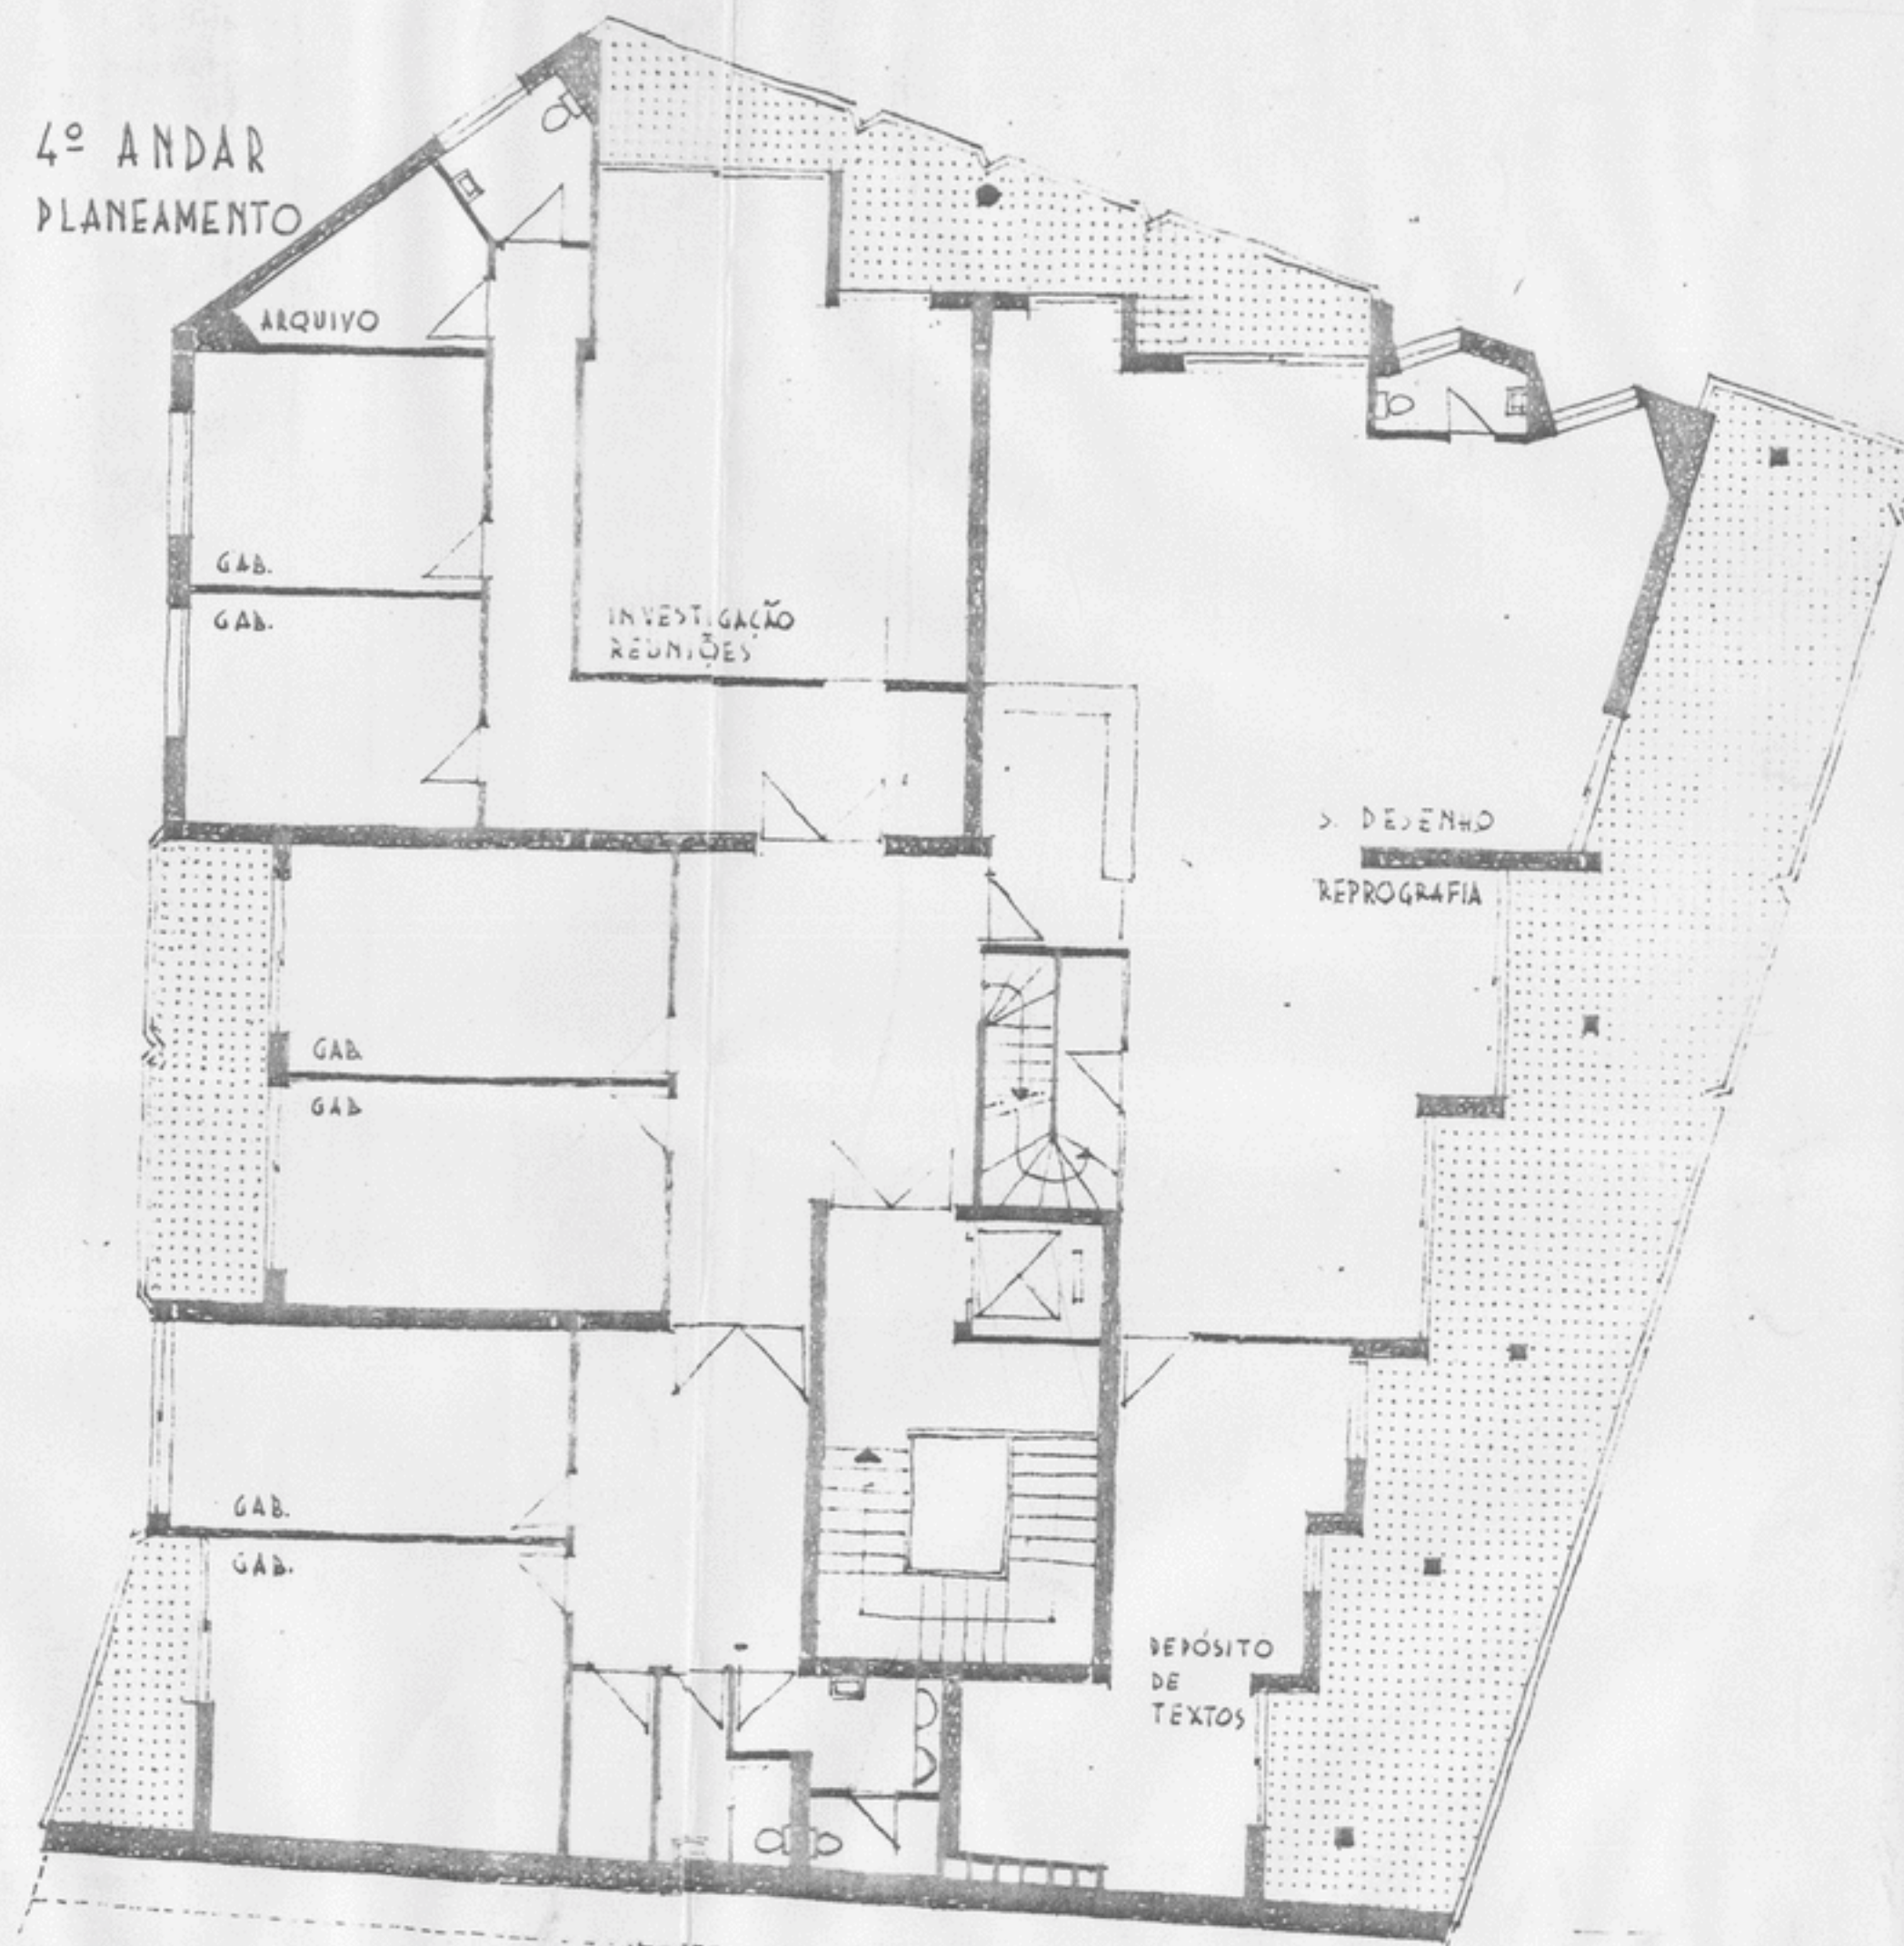 4º ANDAR
PLANEAMENTO
ARQUIVO
GAB.
GAB.
INVESTIGAÇÃO
REUNIÕES
S. DESENHO
REPROGRAFIA
GAB
GAB
GAB.
GAB.
DEPÓSITO
DE
TEXTOS